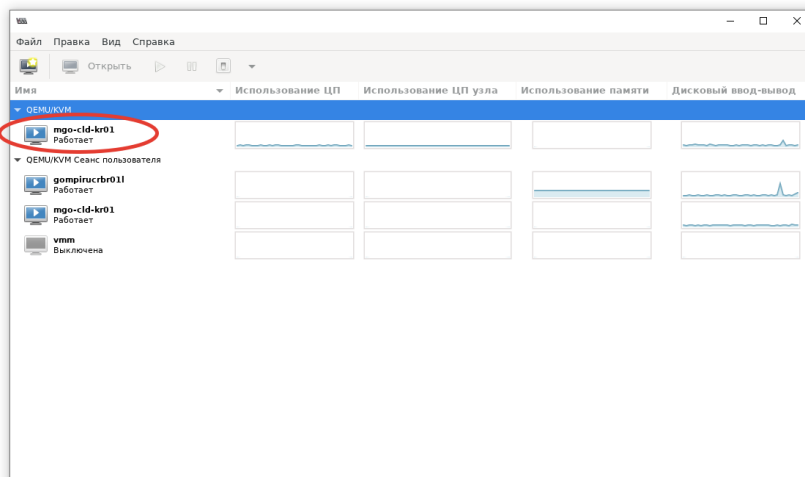 Файл Правка Вид Справка
Открыть
Имя Использование ЦП Использование ЦП узла Использование памяти Дисковый ввод-вывод
QEMU/KVM
mgo-cld-kr01
Работает
QEMU/KVM Сеанс пользователя
gompirucrbr01l
Работает
mgo-cld-kr01
Работает
vmm
Выключена